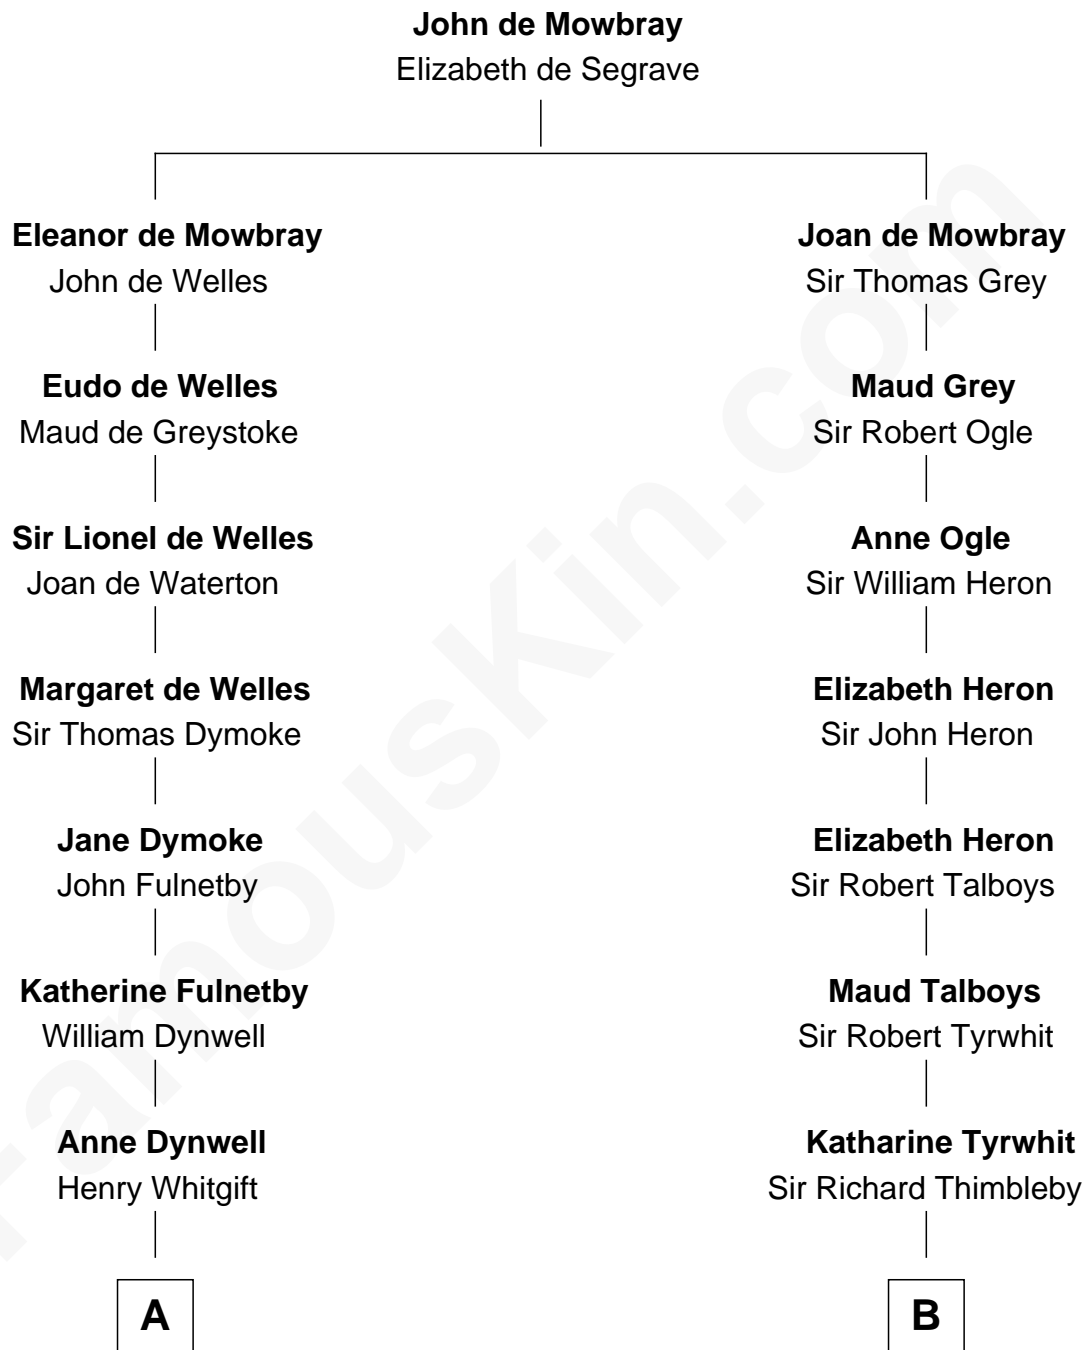 John de Mowbray
Elizabeth de Segrave
Eleanor de Mowbray
John de Welles
Joan de Mowbray
Sir Thomas Grey
Eudo de Welles
Maud de Greystoke
Maud Grey
Sir Robert Ogle
Sir Lionel de Welles
Joan de Waterton
Anne Ogle
Sir William Heron
Margaret de Welles
Sir Thomas Dymoke
Elizabeth Heron
Sir John Heron
Jane Dymoke
John Fulnetby
Elizabeth Heron
Sir Robert Talboys
Katherine Fulnetby
William Dynwell
Maud Talboys
Sir Robert Tyrwhit
Anne Dynwell
Henry Whitgift
Katharine Tyrwhit
Sir Richard Thimbleby
A
B
FamousKin.com